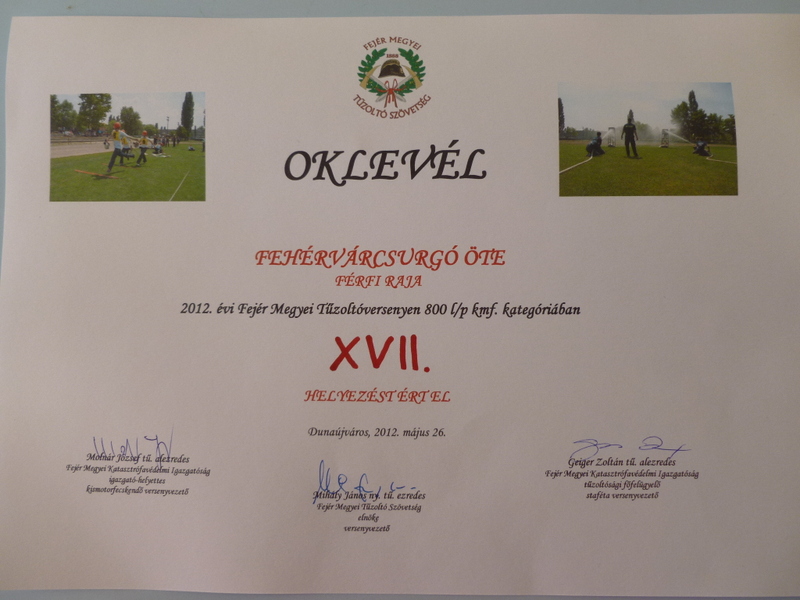 FEJÉR MEGYEI
TŰZOLTÓ SZÖVETSÉG
OKLEVÉL
FEHÉRVÁRCSURGÓ ÖTE
FÉRFI RAJA
2012. évi Fejér Megyei Tűzoltóversenyen 800 l/p kmf. kategóriában
XVII.
HELYEZÉST ÉRT EL
Dunaújváros, 2012. május 26.
Molnár József tű. alezredes
Fejér Megyei Katasztrófavédelmi Igazgatóság
igazgató-helyettes
kismotorfecskendő versenyvezető
Mihály János ny. tű. ezredes
Fejér Megyei Tűzoltó Szövetség
elnöke
versenyvezető
Geiger Zoltán tű. alezredes
Fejér Megyei Katasztrófavédelmi Igazgatóság
tűzoltósági főfelügyelő
staféta versenyvezető